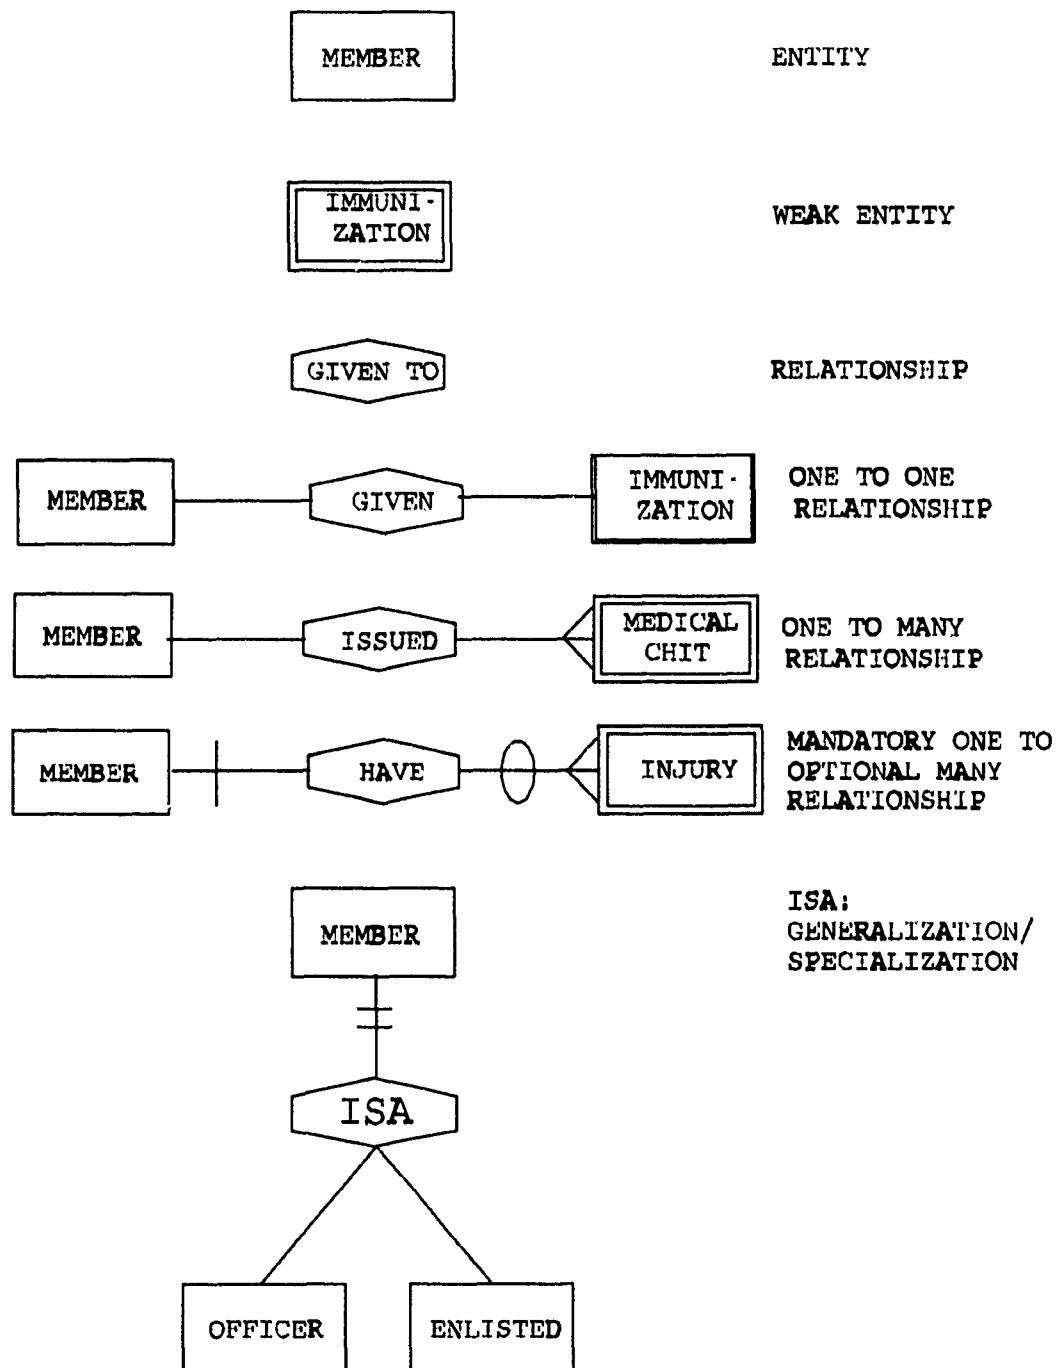 MEMBER
ENTITY
IMMUNI-
ZATION
WEAK ENTITY
GIVEN TO
RELATIONSHIP
MEMBER
GIVEN
IMMUNI-
ZATION
ONE TO ONE
RELATIONSHIP
MEMBER
ISSUED
MEDICAL
CHIT
ONE TO MANY
RELATIONSHIP
MEMBER
HAVE
INJURY
MANDATORY ONE TO
OPTIONAL MANY
RELATIONSHIP
MEMBER
ISA:
GENERALIZATION/
SPECIALIZATION
ISA
OFFICER
ENLISTED